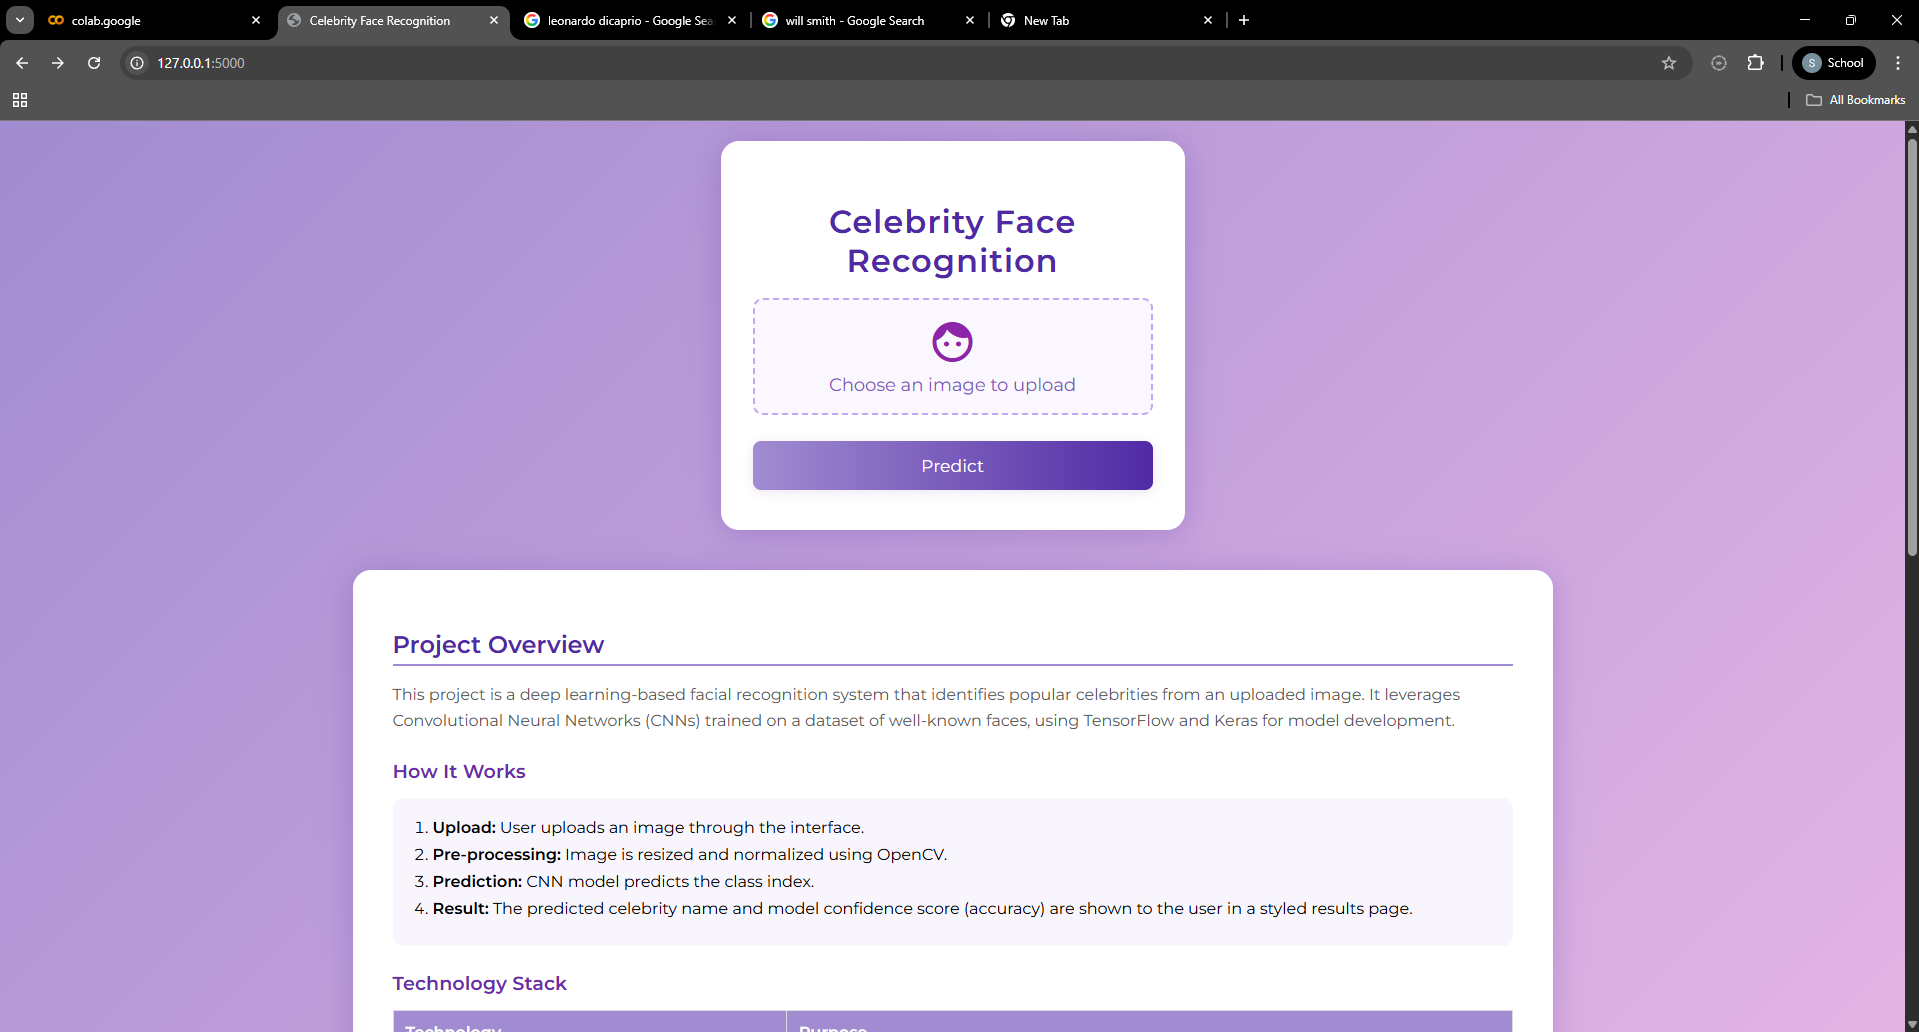 colab.google
Celebrity Face Recognition
leonardo dicaprio - Google Sea
will smith - Google Search
New Tab
127.0.0.1:5000
S School
All Bookmarks
Celebrity Face
Recognition
Choose an image to upload
Predict
Project Overview
This project is a deep learning-based facial recognition system that identifies popular celebrities from an uploaded image. It leverages
Convolutional Neural Networks (CNNs) trained on a dataset of well-known faces, using TensorFlow and Keras for model development.
How It Works
1. Upload: User uploads an image through the interface.
2. Pre-processing: Image is resized and normalized using OpenCV.
3. Prediction: CNN model predicts the class index.
4. Result: The predicted celebrity name and model confidence score (accuracy) are shown to the user in a styled results page.
Technology Stack
Technology Purpose